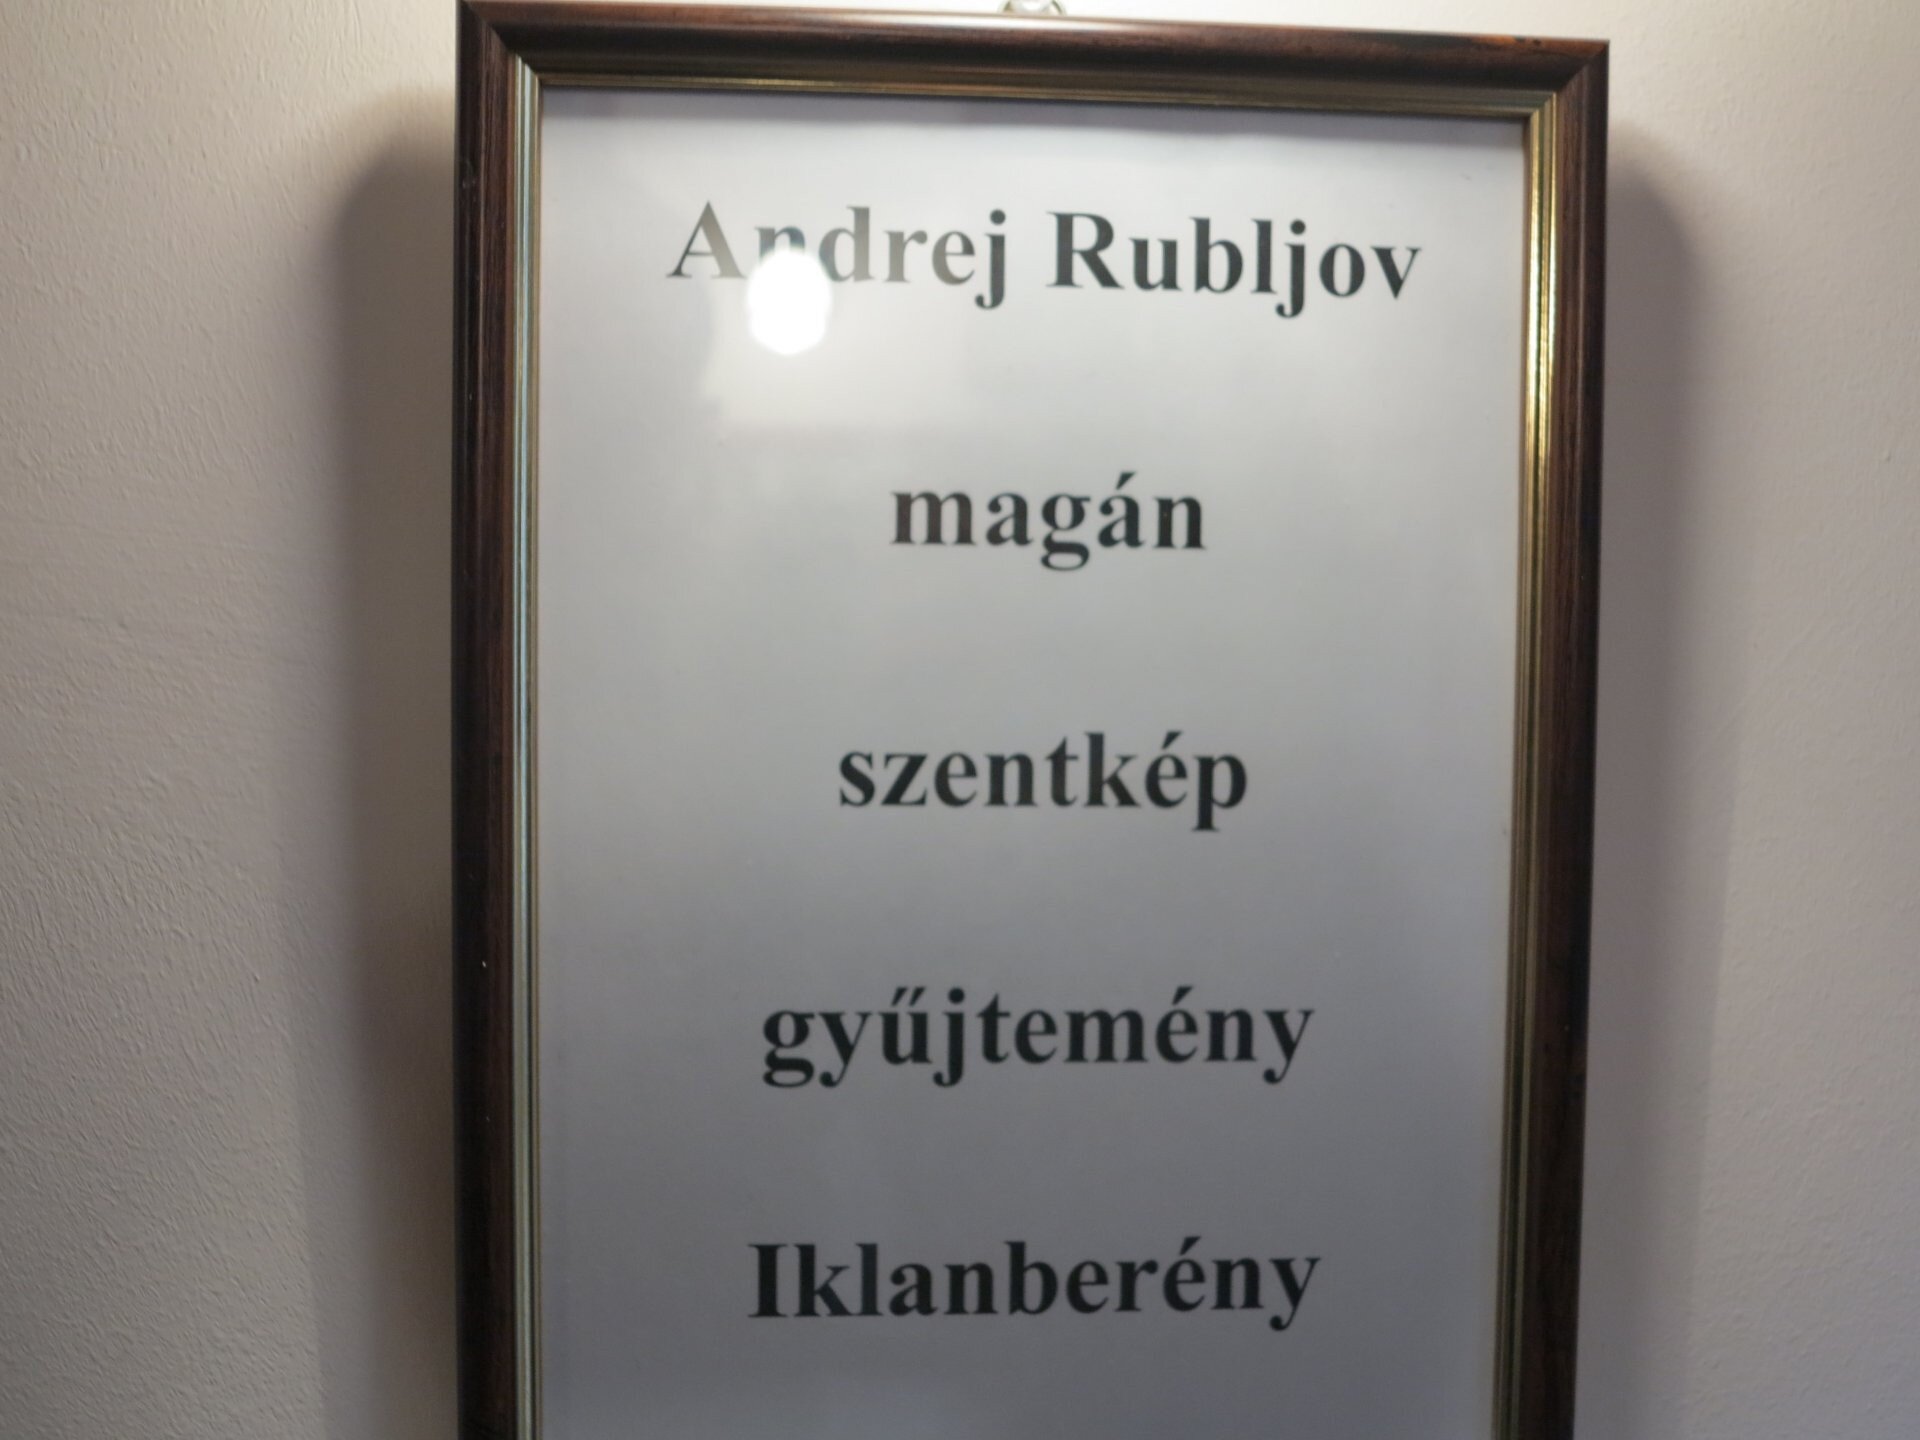 Andrej Rubljov
magán
szentkép
gyűjtemény
Iklanberény